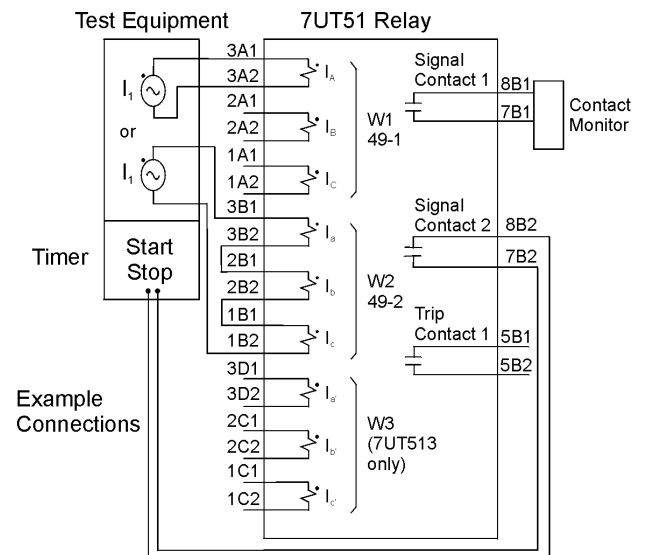 Test Equipment
7UT51 Relay
3A1
3A2
2A1
2A2
1A1
1A2
3B1
3B2
2B1
2B2
1B1
1B2
3D1
3D2
2C1
2C2
1C1
1C2
I1
or
I1
Timer
Start
Stop
Example
Connections
IA
IB
IC
Ia
Ib
Ic
Ia'
Ib'
Ic'
W1
49-1
W2
49-2
W3
(7UT513
only)
Signal
Contact 1
8B1
7B1
Contact
Monitor
Signal
Contact 2
8B2
7B2
Trip
Contact 1
5B1
5B2